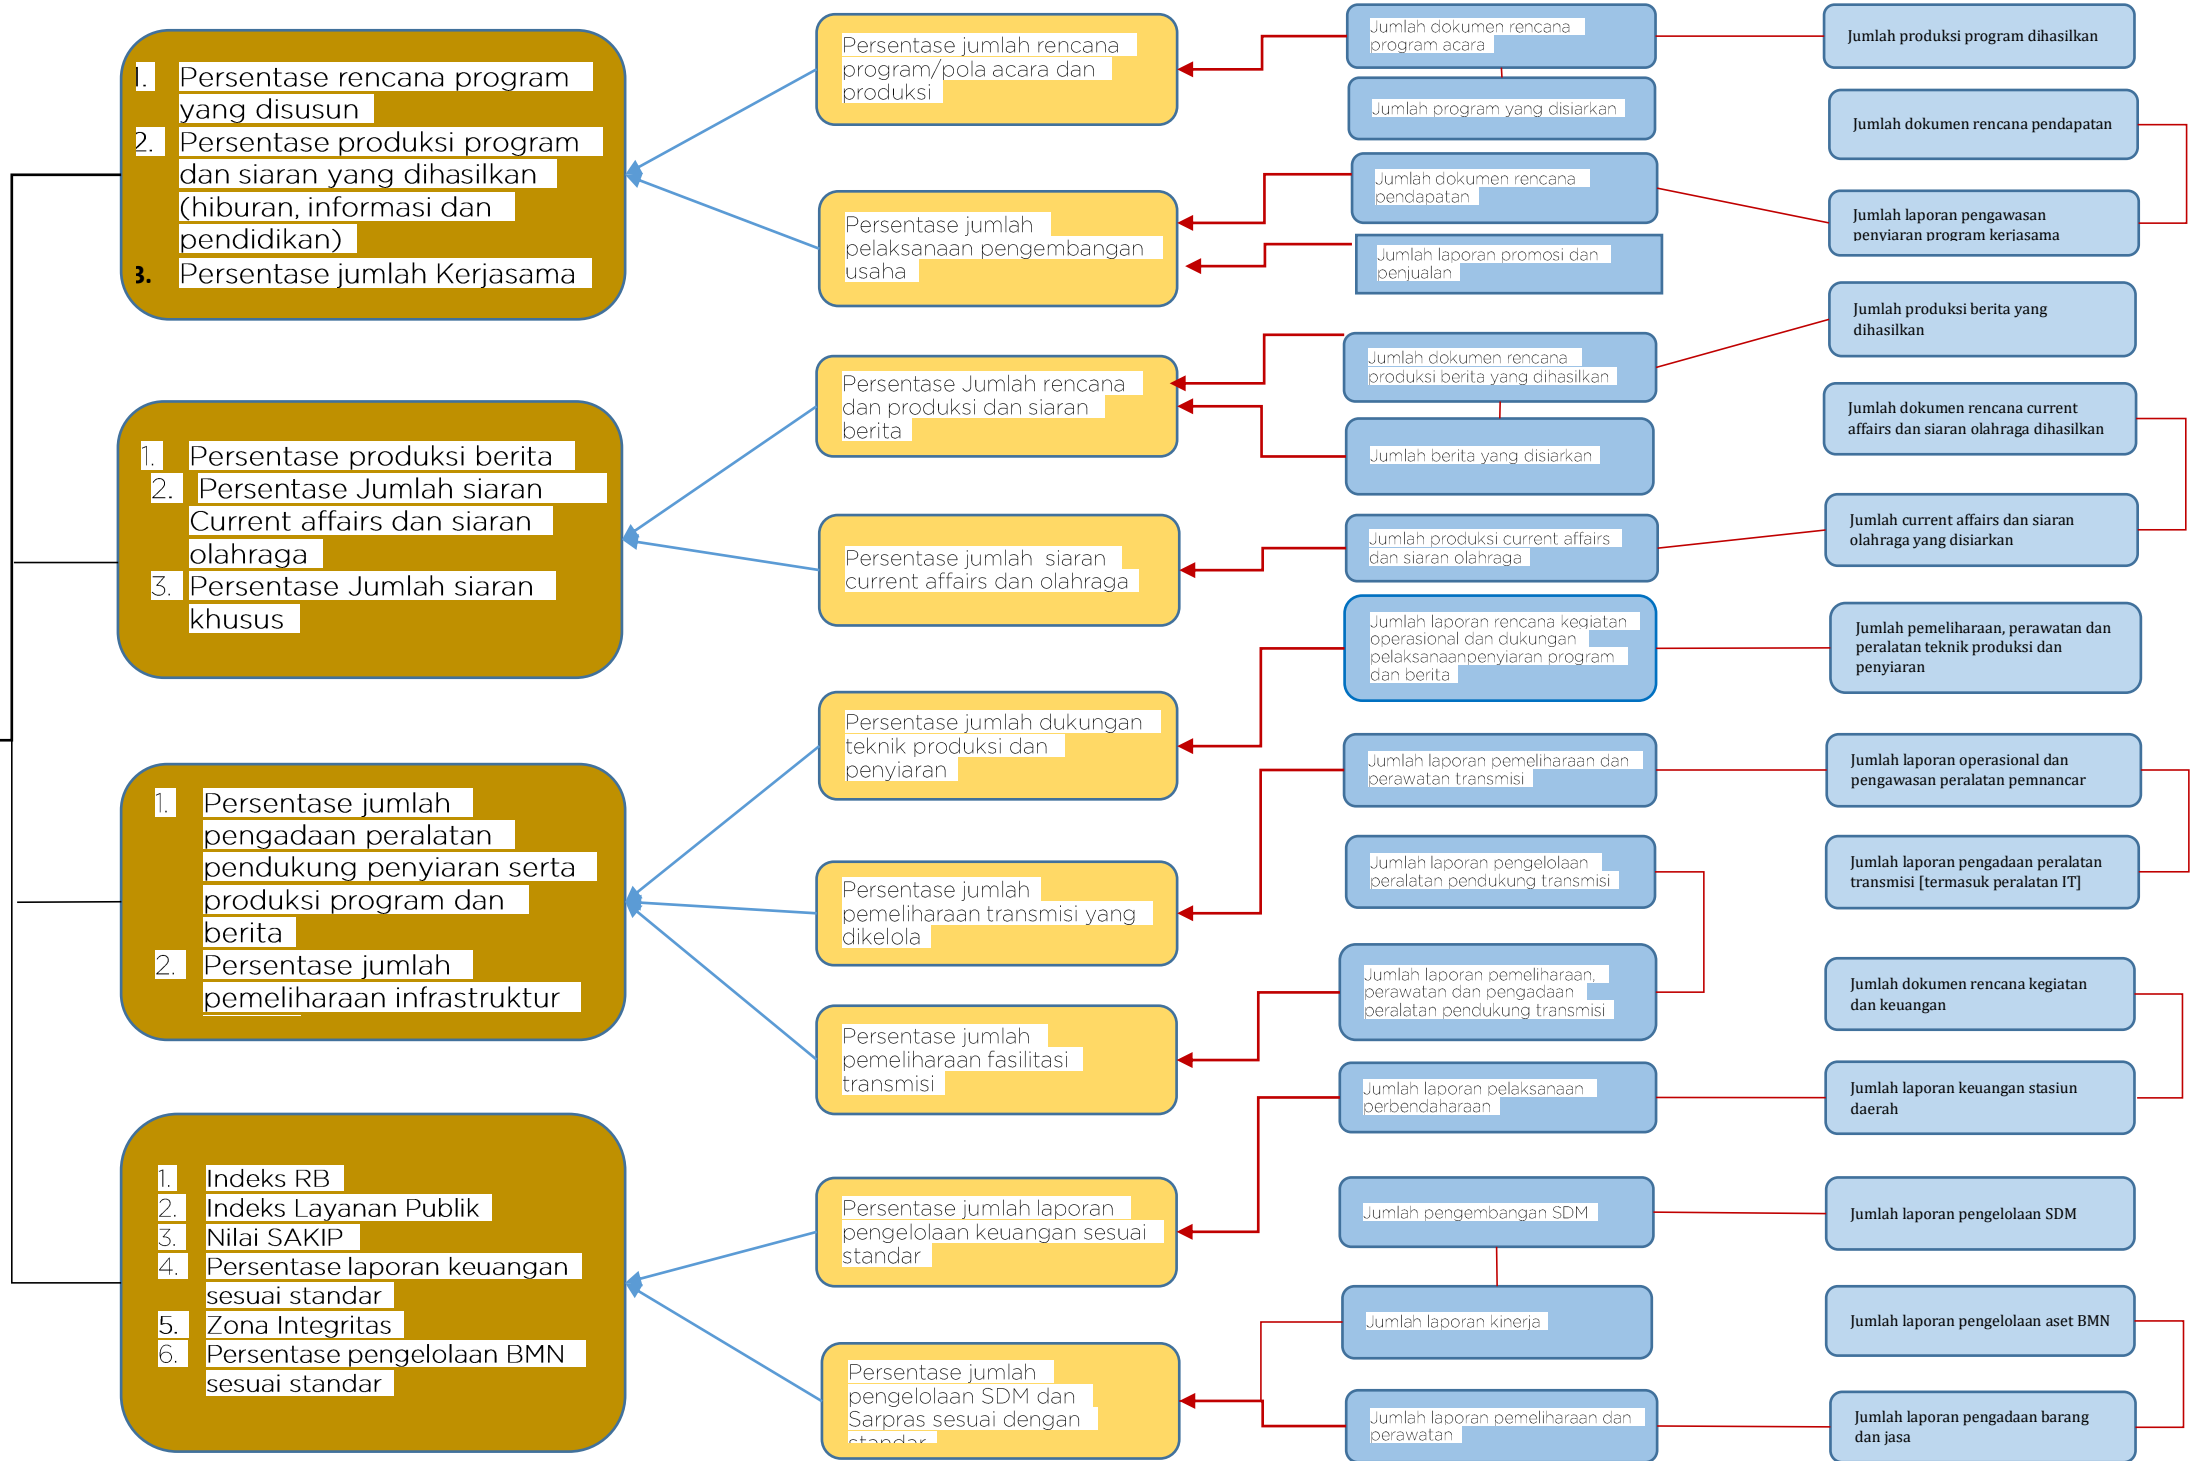 1. Persentase rencana program
yang disusun
2. Persentase produksi program
dan siaran yang dihasilkan
(hiburan, informasi dan
pendidikan)
3. Persentase jumlah Kerjasama
1. Persentase produksi berita
2. Persentase Jumlah siaran
Current affairs dan siaran
olahraga
3. Persentase Jumlah siaran
khusus
1. Persentase jumlah
pengadaan peralatan
pendukung penyiaran serta
produksi program dan
berita
2. Persentase jumlah
pemeliharaan infrastruktur
1. Indeks RB
2. Indeks Layanan Publik
3. Nilai SAKIP
4. Persentase laporan keuangan
sesuai standar
5. Zona Integritas
6. Persentase pengelolaan BMN
sesuai standar
Persentase jumlah rencana
program/pola acara dan
produksi
Persentase jumlah
pelaksanaan pengembangan
usaha
Persentase Jumlah rencana
dan produksi dan siaran
berita
Persentase jumlah siaran
current affairs dan olahraga
Persentase jumlah dukungan
teknik produksi dan
penyiaran
Persentase jumlah
pemeliharaan transmisi yang
dikelola
Persentase jumlah
pemeliharaan fasilitasi
transmisi
Persentase jumlah laporan
pengelolaan keuangan sesuai
standar
Persentase jumlah
pengelolaan SDM dan
Sarpras sesuai dengan
standar
Jumlah dokumen rencana
program acara
Jumlah program yang disiarkan
Jumlah dokumen rencana
pendapatan
Jumlah laporan promosi dan
penjualan
Jumlah dokumen rencana
produksi berita yang dihasilkan
Jumlah berita yang disiarkan
Jumlah produksi current affairs
dan siaran olahraga
Jumlah laporan rencana kegiatan
operasional dan dukungan
pelaksanaanpenyiaran program
dan berita
Jumlah laporan pemeliharaan dan
perawatan transmisi
Jumlah laporan pengelolaan
peralatan pendukung transmisi
Jumlah laporan pemeliharaan,
perawatan dan pengadaan
peralatan pendukung transmisi
Jumlah laporan pelaksanaan
perbendaharaan
Jumlah pengembangan SDM
Jumlah laporan kinerja
Jumlah laporan pemeliharaan dan
perawatan
Jumlah produksi program dihasilkan
Jumlah dokumen rencana pendapatan
Jumlah laporan pengawasan
penyiaran program kerjasama
Jumlah produksi berita yang
dihasilkan
Jumlah dokumen rencana current
affairs dan siaran olahraga dihasilkan
Jumlah current affairs dan siaran
olahraga yang disiarkan
Jumlah pemeliharaan, perawatan dan
peralatan teknik produksi dan
penyiaran
Jumlah laporan operasional dan
pengawasan peralatan pemnancar
Jumlah laporan pengadaan peralatan
transmisi [termasuk peralatan IT]
Jumlah dokumen rencana kegiatan
dan keuangan
Jumlah laporan keuangan stasiun
daerah
Jumlah laporan pengelolaan SDM
Jumlah laporan pengelolaan aset BMN
Jumlah laporan pengadaan barang
dan jasa